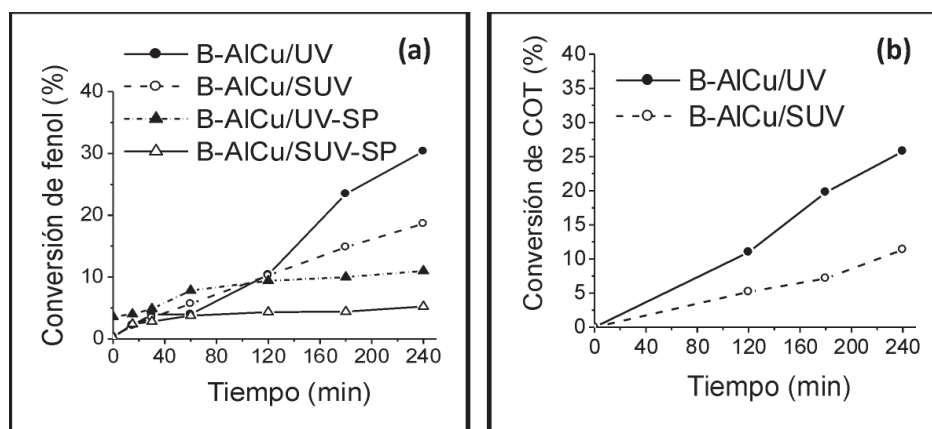 (a)
B-AlCu/UV
B-AlCu/SUV
B-AlCu/UV-SP
B-AlCu/SUV-SP
Conversión de fenol (%)
40
30
20
10
0
0 40 80 120 160 200 240
Tiempo (min)
(b)
B-AlCu/UV
B-AlCu/SUV
Conversión de COT (%)
40
35
30
25
20
15
10
5
0
0 40 80 120 160 200 240
Tiempo (min)